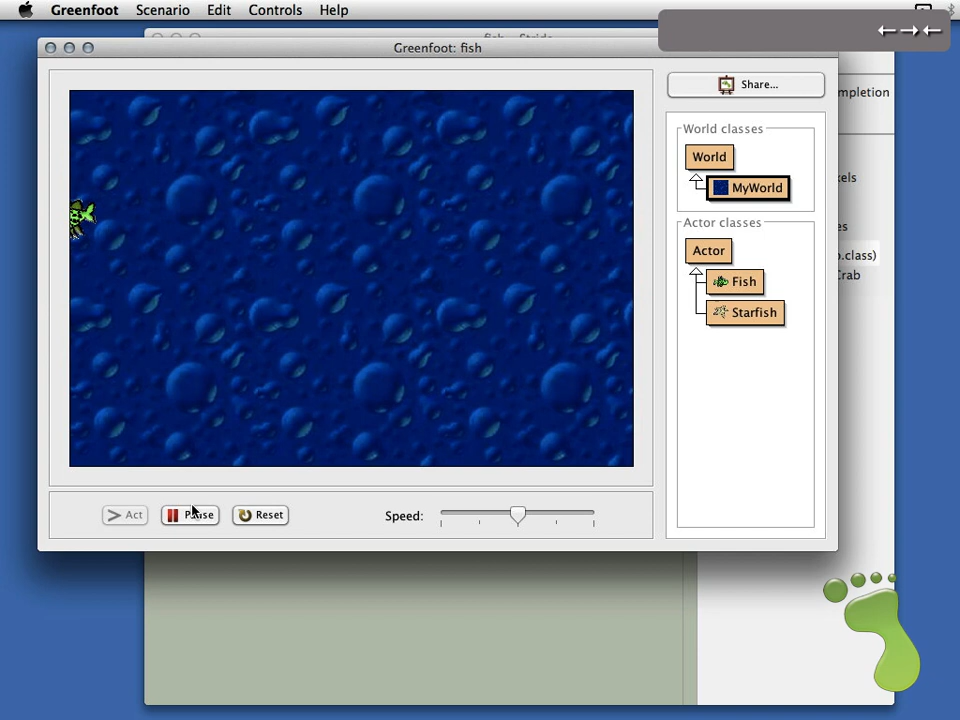 Greenfoot Scenario Edit Controls Help
←→←
Greenfoot: fish
Share...
mpletion
World classes
World
MyWorld
xels
Actor classes
es
Actor
o.class)
Crab
Fish
Starfish
Act
Pause
Reset
Speed: